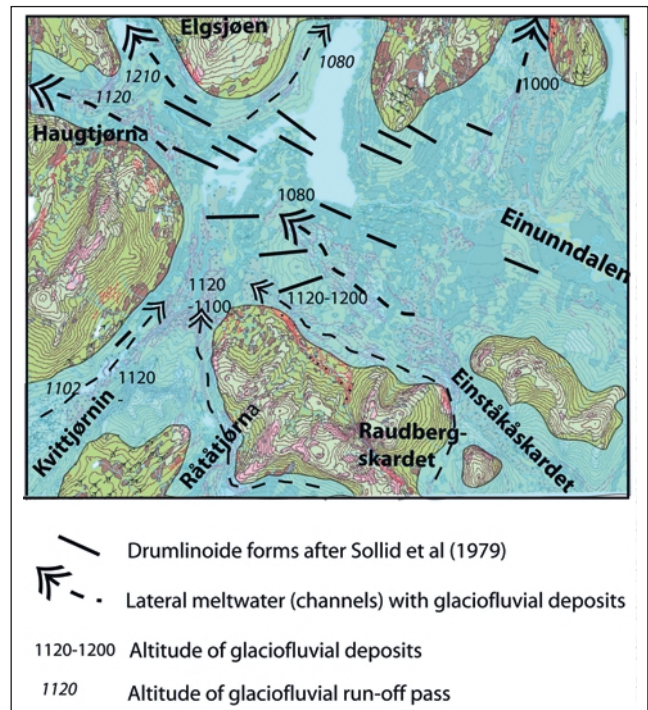 Elgsjøen
1080
1210
1120
1000
Haugtjørna
1080
Einunndalen
1120
-1100
1120-1200
1102
1120
-
Kvittjørnin
Råtåtjørna
Raudberg-
skardet
Einståkåskardet
Drumlinoide forms after Sollid et al (1979)
Lateral meltwater (channels) with glaciofluvial deposits
1120-1200 Altitude of glaciofluvial deposits
1120 Altitude of glaciofluvial run-off pass